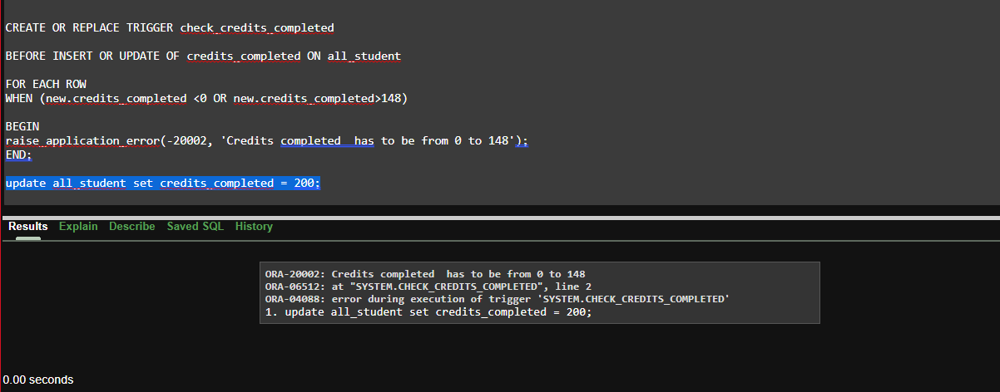 CREATE OR REPLACE TRIGGER check_credits_completed
BEFORE INSERT OR UPDATE OF credits_completed ON all_student
FOR EACH ROW
WHEN (new.credits_completed <0 OR new.credits_completed>148)
BEGIN
raise_application_error(-20002, 'Credits completed  has to be from 0 to 148');
END;
update all_student set credits_completed = 200;
Results Explain Describe Saved SQL History
ORA-20002: Credits completed  has to be from 0 to 148
ORA-06512: at "SYSTEM.CHECK_CREDITS_COMPLETED", line 2
ORA-04088: error during execution of trigger 'SYSTEM.CHECK_CREDITS_COMPLETED'
1. update all_student set credits_completed = 200;
0.00 seconds